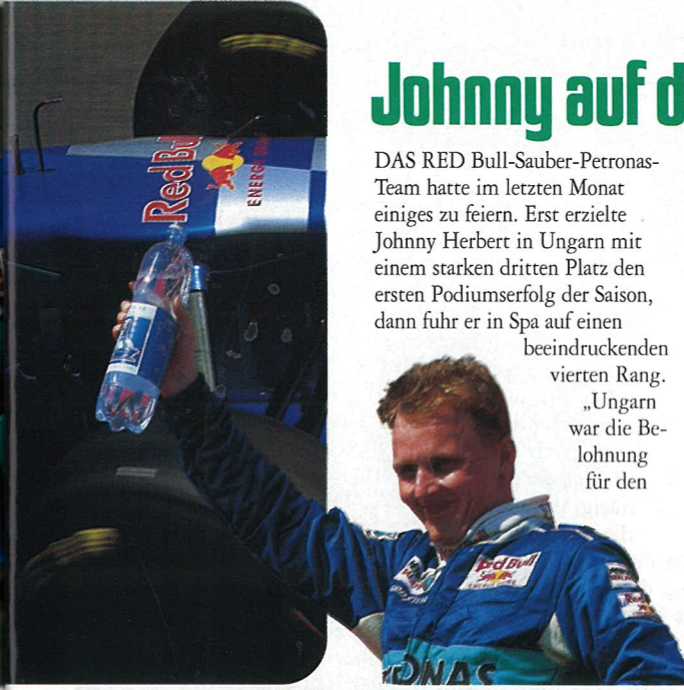 Johnny auf d
DAS RED Bull-Sauber-Petronas-
Team hatte im letzten Monat
einiges zu feiern. Erst erzielte
Johnny Herbert in Ungarn mit
einem starken dritten Platz den
ersten Podiumserfolg der Saison,
dann fuhr er in Spa auf einen
beeindruckenden
vierten Rang.
„Ungarn
war die Be-
lohnung
für den
Red Bull
ENERGY
Red Bull